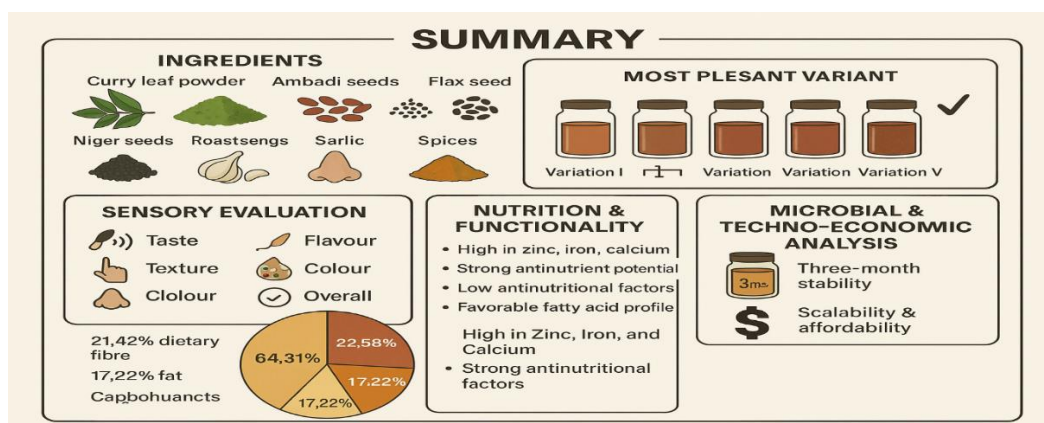 SUMMARY
INGREDIENTS
Curry leaf powder Ambadi seeds Flax seed
Niger seeds Roastsengs Sarlic Spices
MOST PLESANT VARIANT
Variation I Variation Variation Variation V
SENSORY EVALUATION
Taste Flavour
Texture Colour
Clolour Overall
21,42% dietary
fibre
17,22% fat
64,31%
22,58%
17.22%
17,22%
NUTRITION &
FUNCTIONALITY
• High in zinc, iron, calcium
• Strong antinutrient potential
• Low antinutritional factors
• Favorable fatty acid profile
High in Zinc, Iron, and
Calcium
• Strong antinutritional
factors
MICROBIAL &
TECHNO-ECONOMIC
ANALYSIS
Three-month
stability
$
Scalability &
affordability